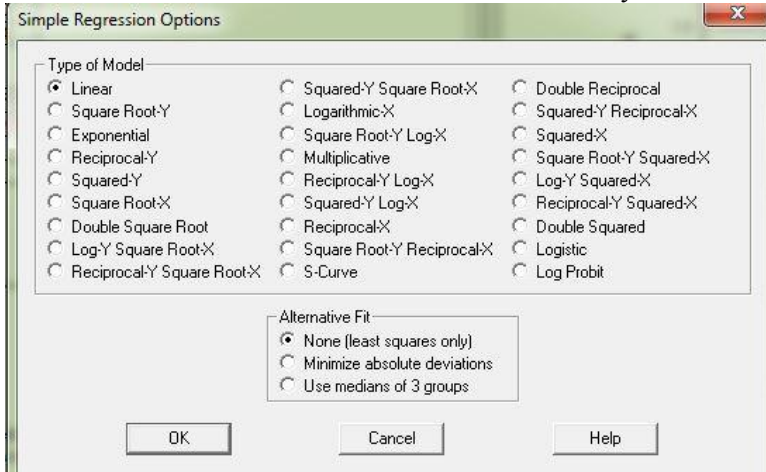 Simple Regression Options
Type of Model
Linear
Square Root-Y
Exponential
Reciprocal-Y
Squared-Y
Square Root-X
Double Square Root
Log-Y Square Root-X
Reciprocal-Y Square Root-X
Squared-Y Square Root-X
Logarithmic-X
Square Root-Y Log-X
Multiplicative
Reciprocal-Y Log-X
Squared-Y Log-X
Reciprocal-X
Square Root-Y Reciprocal-X
S-Curve
Double Reciprocal
Squared-Y Reciprocal-X
Squared-X
Square Root-Y Squared-X
Log-Y Squared-X
Reciprocal-Y Squared-X
Double Squared
Logistic
Log Probit
Alternative Fit
None (least squares only)
Minimize absolute deviations
Use medians of 3 groups
OK
Cancel
Help